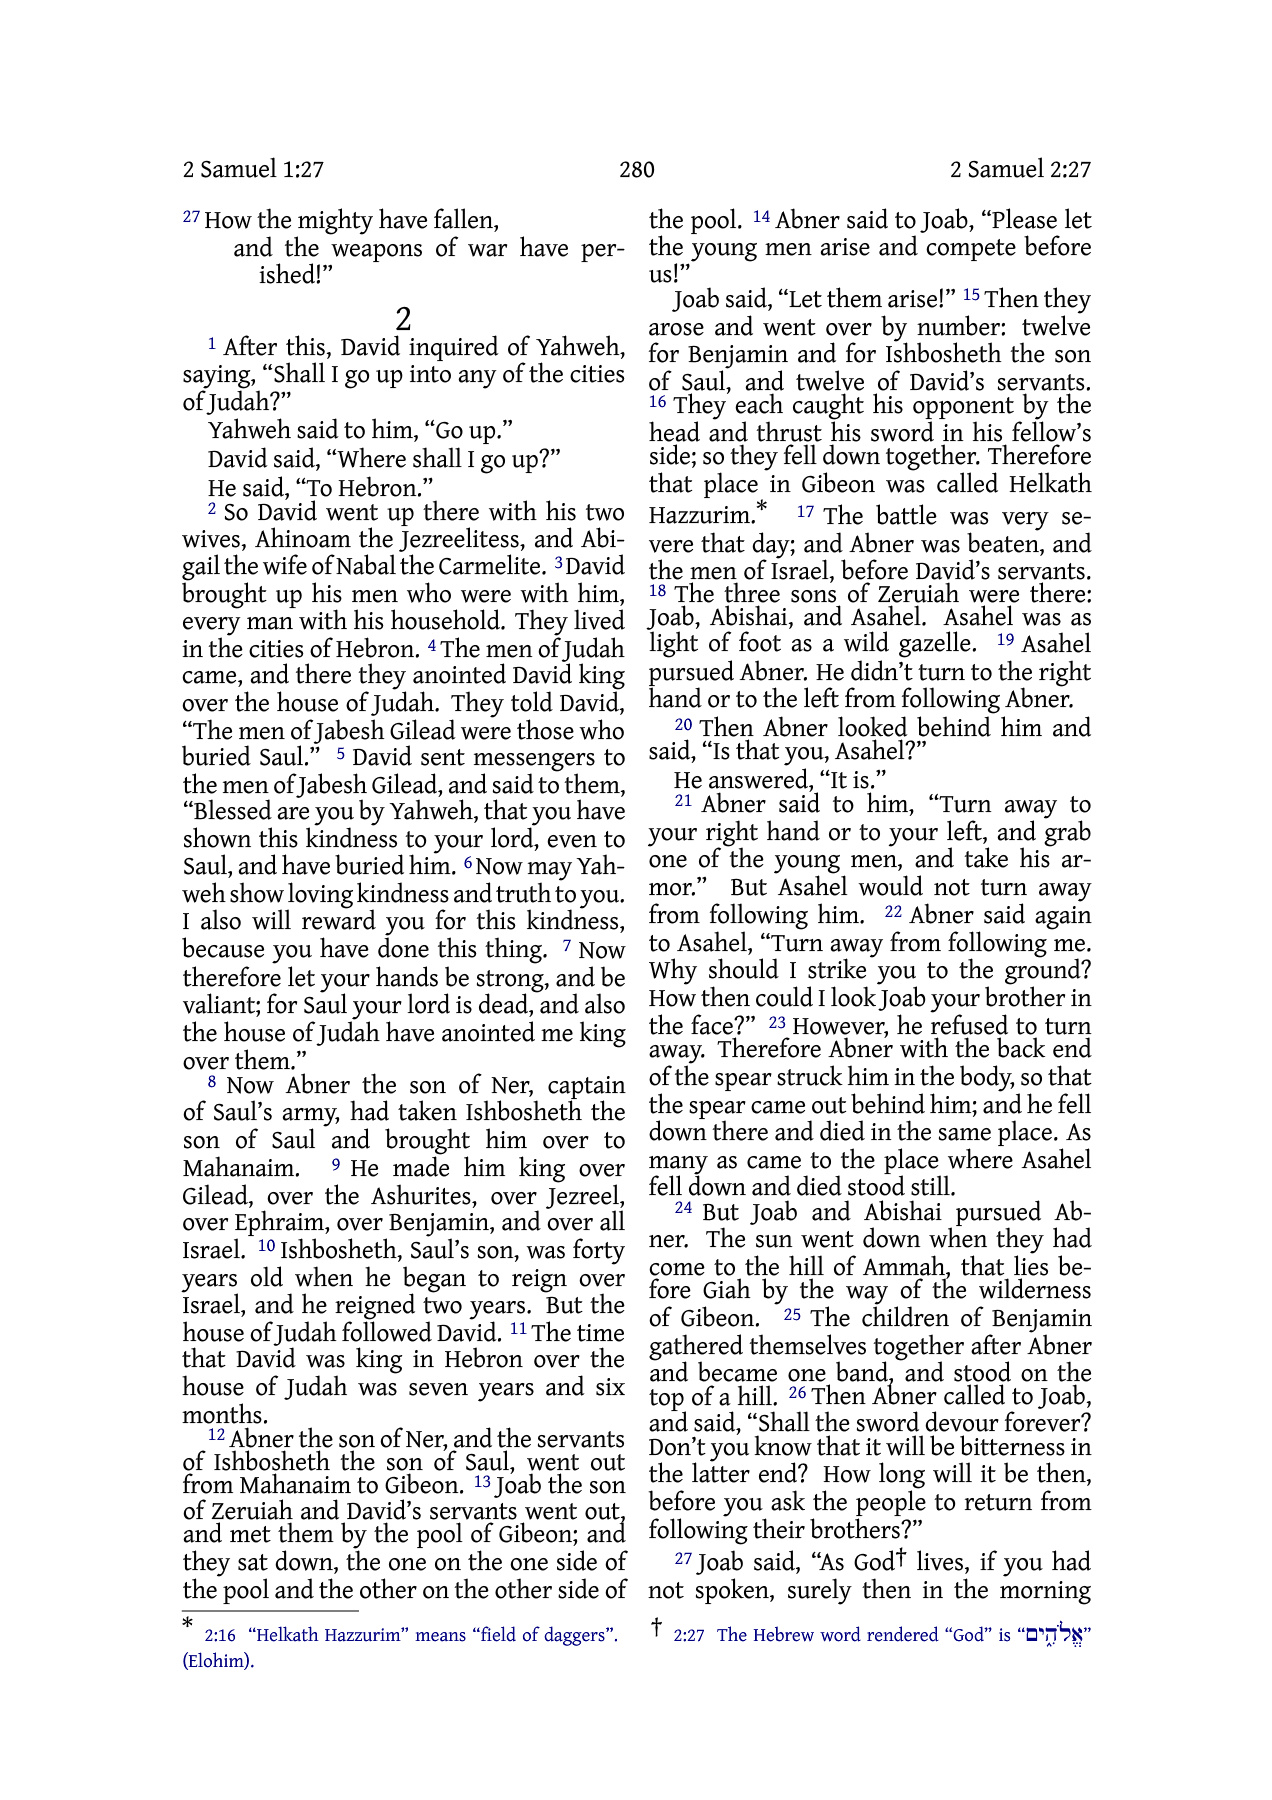 2 Samuel 1:27 280 2 Samuel 2:27
27 How the mighty have fallen,
and the weapons of war have per-
ished!”
2
1 After this, David inquired of Yahweh,
saying, “Shall I go up into any of the cities
of Judah?”
Yahweh said to him, “Go up.”
David said, “Where shall I go up?”
He said, “To Hebron.”
2 So David went up there with his two
wives, Ahinoam the Jezreelitess, and Abi-
gail the wife of Nabal the Carmelite. 3 David
brought up his men who were with him,
every man with his household. They lived
in the cities of Hebron. 4 The men of Judah
came, and there they anointed David king
over the house of Judah. They told David,
“The men of Jabesh Gilead were those who
buried Saul.” 5 David sent messengers to
the men of Jabesh Gilead, and said to them,
“Blessed are you by Yahweh, that you have
shown this kindness to your lord, even to
Saul, and have buried him. 6 Now may Yah-
weh show loving kindness and truth to you.
I also will reward you for this kindness,
because you have done this thing. 7 Now
therefore let your hands be strong, and be
valiant; for Saul your lord is dead, and also
the house of Judah have anointed me king
over them.”
8 Now Abner the son of Ner, captain
of Saul’s army, had taken Ishbosheth the
son of Saul and brought him over to
Mahanaim. 9 He made him king over
Gilead, over the Ashurites, over Jezreel,
over Ephraim, over Benjamin, and over all
Israel. 10 Ishbosheth, Saul’s son, was forty
years old when he began to reign over
Israel, and he reigned two years. But the
house of Judah followed David. 11 The time
that David was king in Hebron over the
house of Judah was seven years and six
months.
12 Abner the son of Ner, and the servants
of Ishbosheth the son of Saul, went out
from Mahanaim to Gibeon. 13 Joab the son
of Zeruiah and David’s servants went out,
and met them by the pool of Gibeon; and
they sat down, the one on the one side of
the pool and the other on the other side of
the pool. 14 Abner said to Joab, “Please let
the young men arise and compete before
us!”
Joab said, “Let them arise!” 15 Then they
arose and went over by number: twelve
for Benjamin and for Ishbosheth the son
of Saul, and twelve of David’s servants.
16 They each caught his opponent by the
head and thrust his sword in his fellow’s
side; so they fell down together. Therefore
that place in Gibeon was called Helkath
Hazzurim.* 17 The battle was very se-
vere that day; and Abner was beaten, and
the men of Israel, before David’s servants.
18 The three sons of Zeruiah were there:
Joab, Abishai, and Asahel. Asahel was as
light of foot as a wild gazelle. 19 Asahel
pursued Abner. He didn’t turn to the right
hand or to the left from following Abner.
20 Then Abner looked behind him and
said, “Is that you, Asahel?”
He answered, “It is.”
21 Abner said to him, “Turn away to
your right hand or to your left, and grab
one of the young men, and take his ar-
mor.” But Asahel would not turn away
from following him. 22 Abner said again
to Asahel, “Turn away from following me.
Why should I strike you to the ground?
How then could I look Joab your brother in
the face?” 23 However, he refused to turn
away. Therefore Abner with the back end
of the spear struck him in the body, so that
the spear came out behind him; and he fell
down there and died in the same place. As
many as came to the place where Asahel
fell down and died stood still.
24 But Joab and Abishai pursued Ab-
ner. The sun went down when they had
come to the hill of Ammah, that lies be-
fore Giah by the way of the wilderness
of Gibeon. 25 The children of Benjamin
gathered themselves together after Abner
and became one band, and stood on the
top of a hill. 26 Then Abner called to Joab,
and said, “Shall the sword devour forever?
Don’t you know that it will be bitterness in
the latter end? How long will it be then,
before you ask the people to return from
following their brothers?”
27 Joab said, “As God† lives, if you had
not spoken, surely then in the morning
* 2:16 “Helkath Hazzurim” means “field of daggers”. † 2:27 The Hebrew word rendered “God” is “אֱלֹהִ֑ים”
(Elohim).